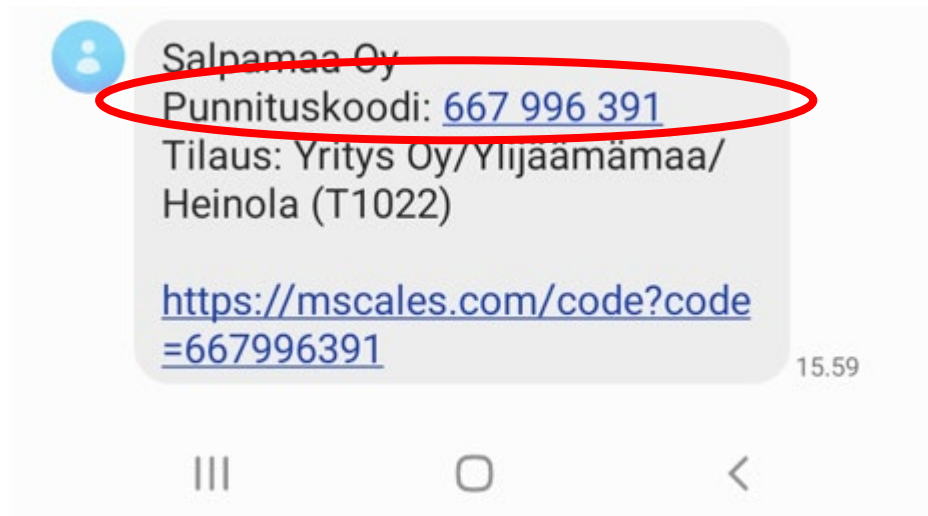 Salpamaa Oy
Punnituskoodi: 667 996 391
Tilaus: Yritys Oy/Ylijäämämaa/
Heinola (T1022)
https://mscales.com/code?code
=667996391
15.59